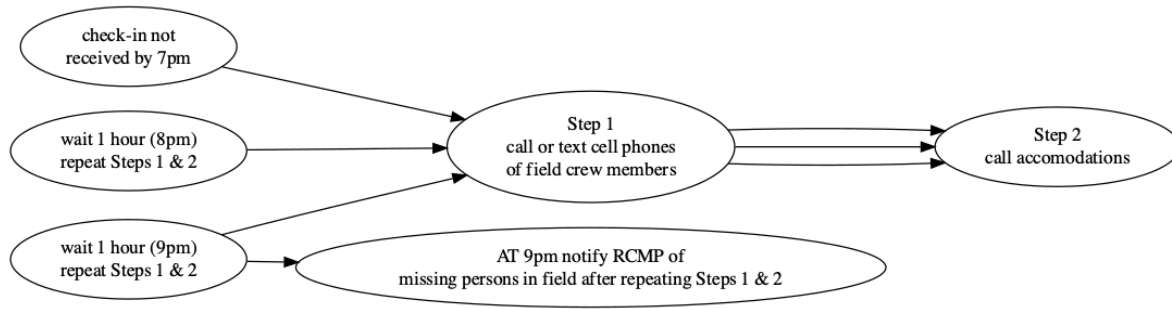 check-in not
received by 7pm
wait 1 hour (8pm)
repeat Steps 1 & 2
wait 1 hour (9pm)
repeat Steps 1 & 2
Step 1
call or text cell phones
of field crew members
AT 9pm notify RCMP of
missing persons in field after repeating Steps 1 & 2
Step 2
call accomodations